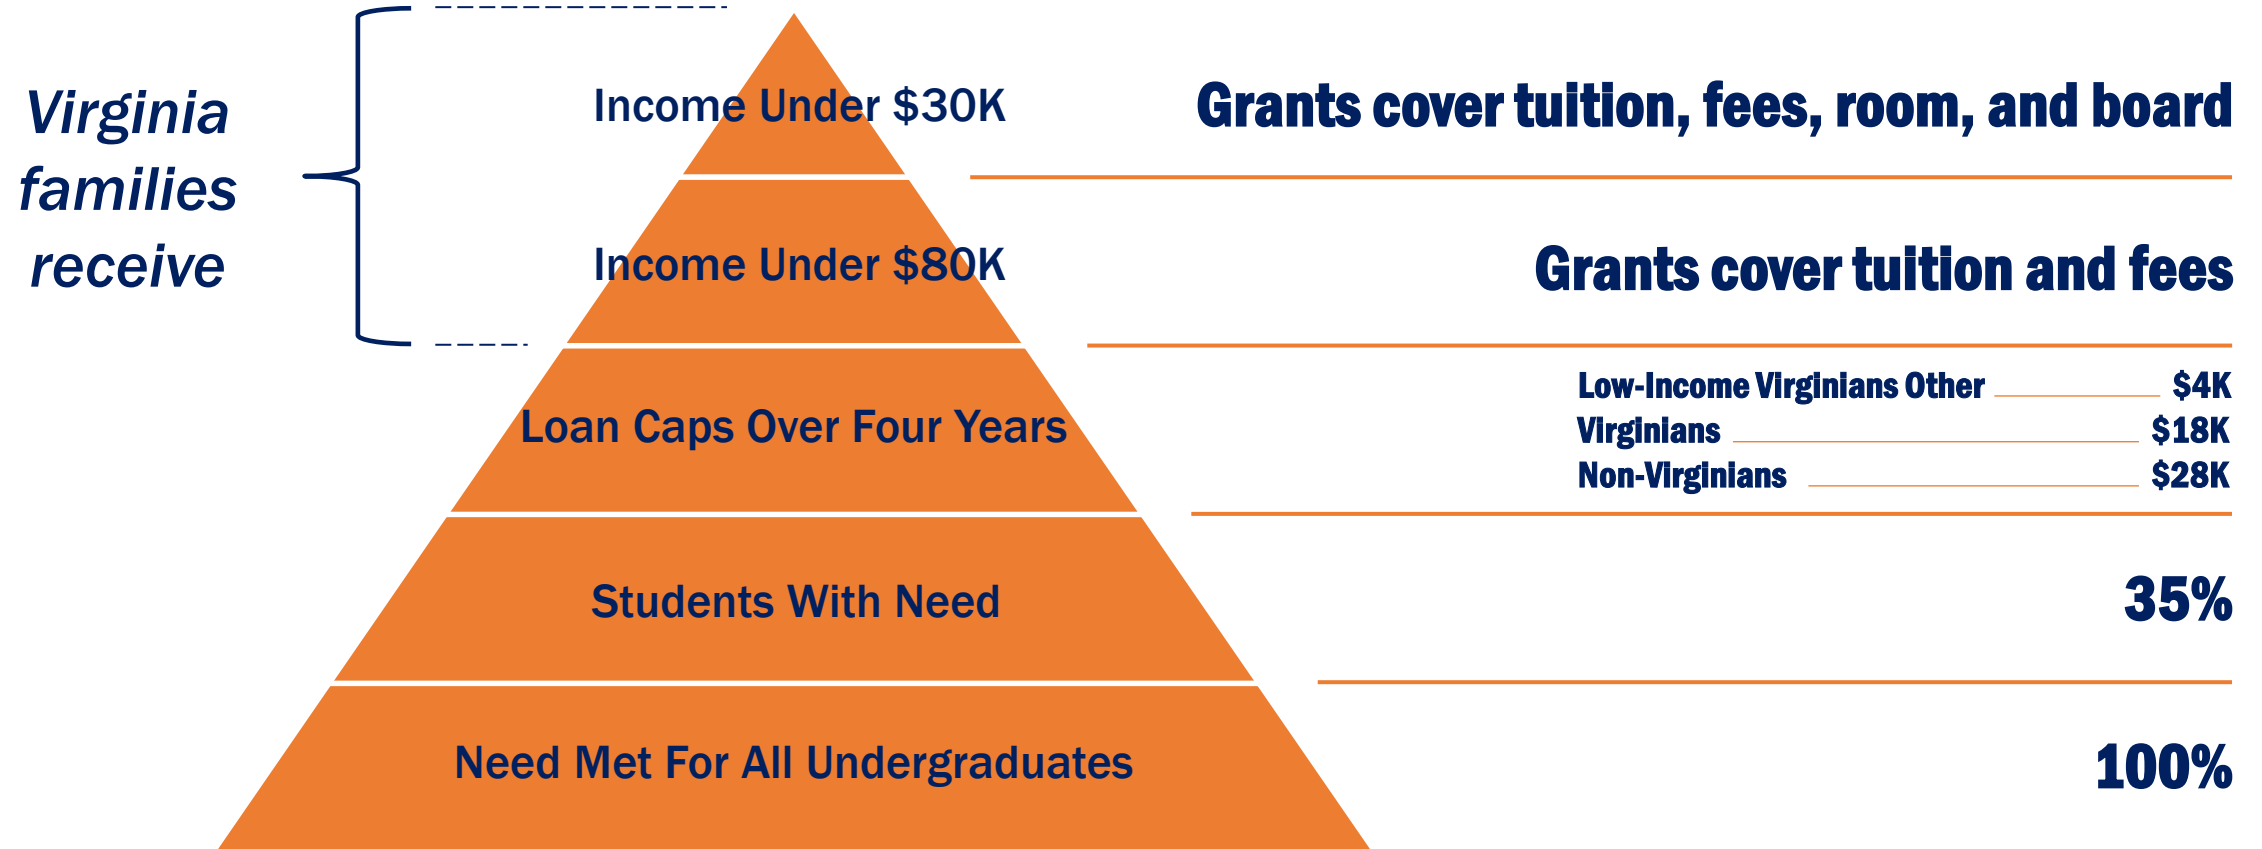 Virginia
families
receive
Income Under $30K
Grants cover tuition, fees, room, and board
Income Under $80K
Grants cover tuition and fees
Loan Caps Over Four Years
Low-Income Virginians Other $4K
Virginians $18K
Non-Virginians $28K
Students With Need
35%
Need Met For All Undergraduates
100%